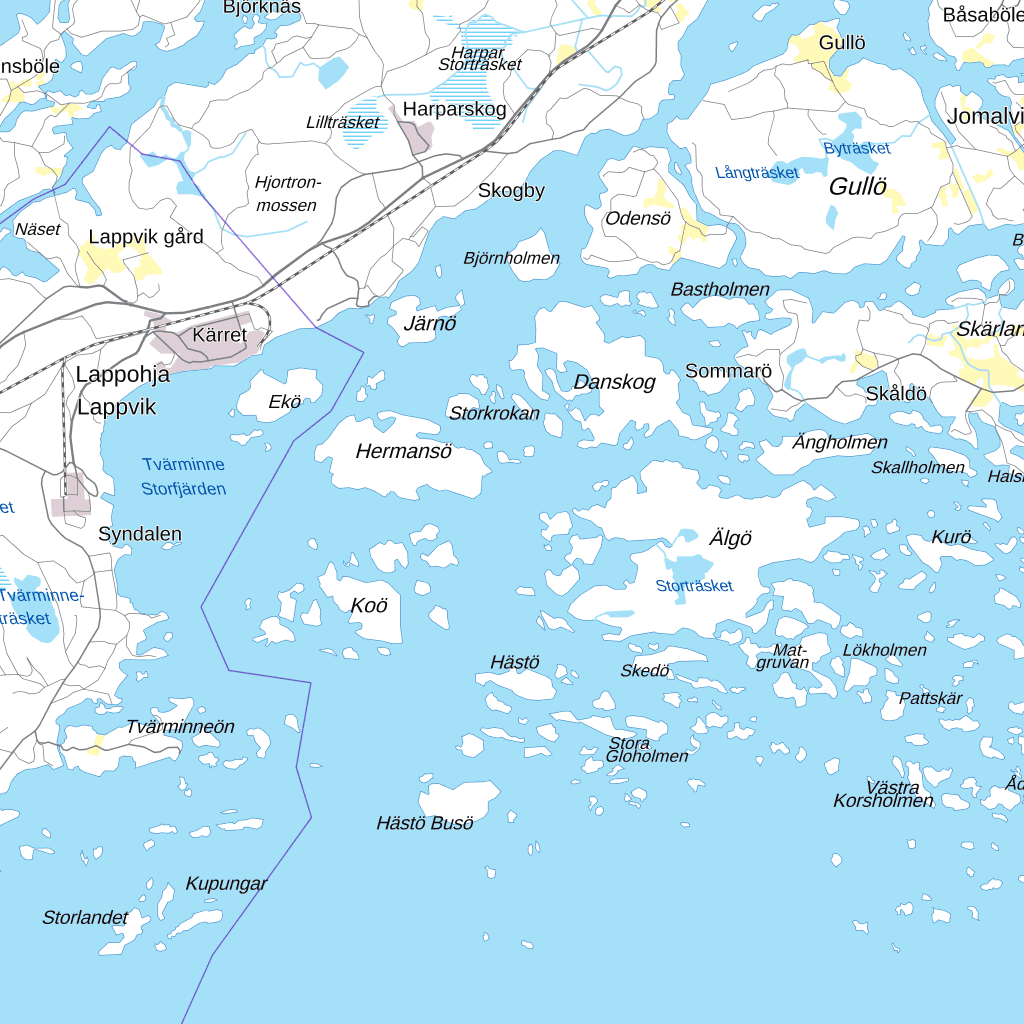 Björknäs
Båsaböle
Gullö
nsböle
Harpar
Storträsket
Harparskog
Lillträsket
Jomalvi
Byträsket
Långträsket
Gullö
Hjortron-
mossen
Skogby
Odensö
Näset
Lappvik gård
Björnholmen
Bastholmen
Järnö
Kärret
Skärlan
Lappohja
Lappvik
Ekö
Danskog
Sommarö
Skåldö
Storkrokan
Hermansö
Ängholmen
Skallholmen
Hals
Tvärminne
Storfjärden
et
Syndalen
Älgö
Kurö
Storträsket
Tvärminne-
träsket
Koö
Hästö
Skedö
Mat-
gruvan
Lökholmen
Pattskär
Tvärminneön
Stora
Gloholmen
Västra
Korsholmen
Hästö Busö
Kupungar
Storlandet